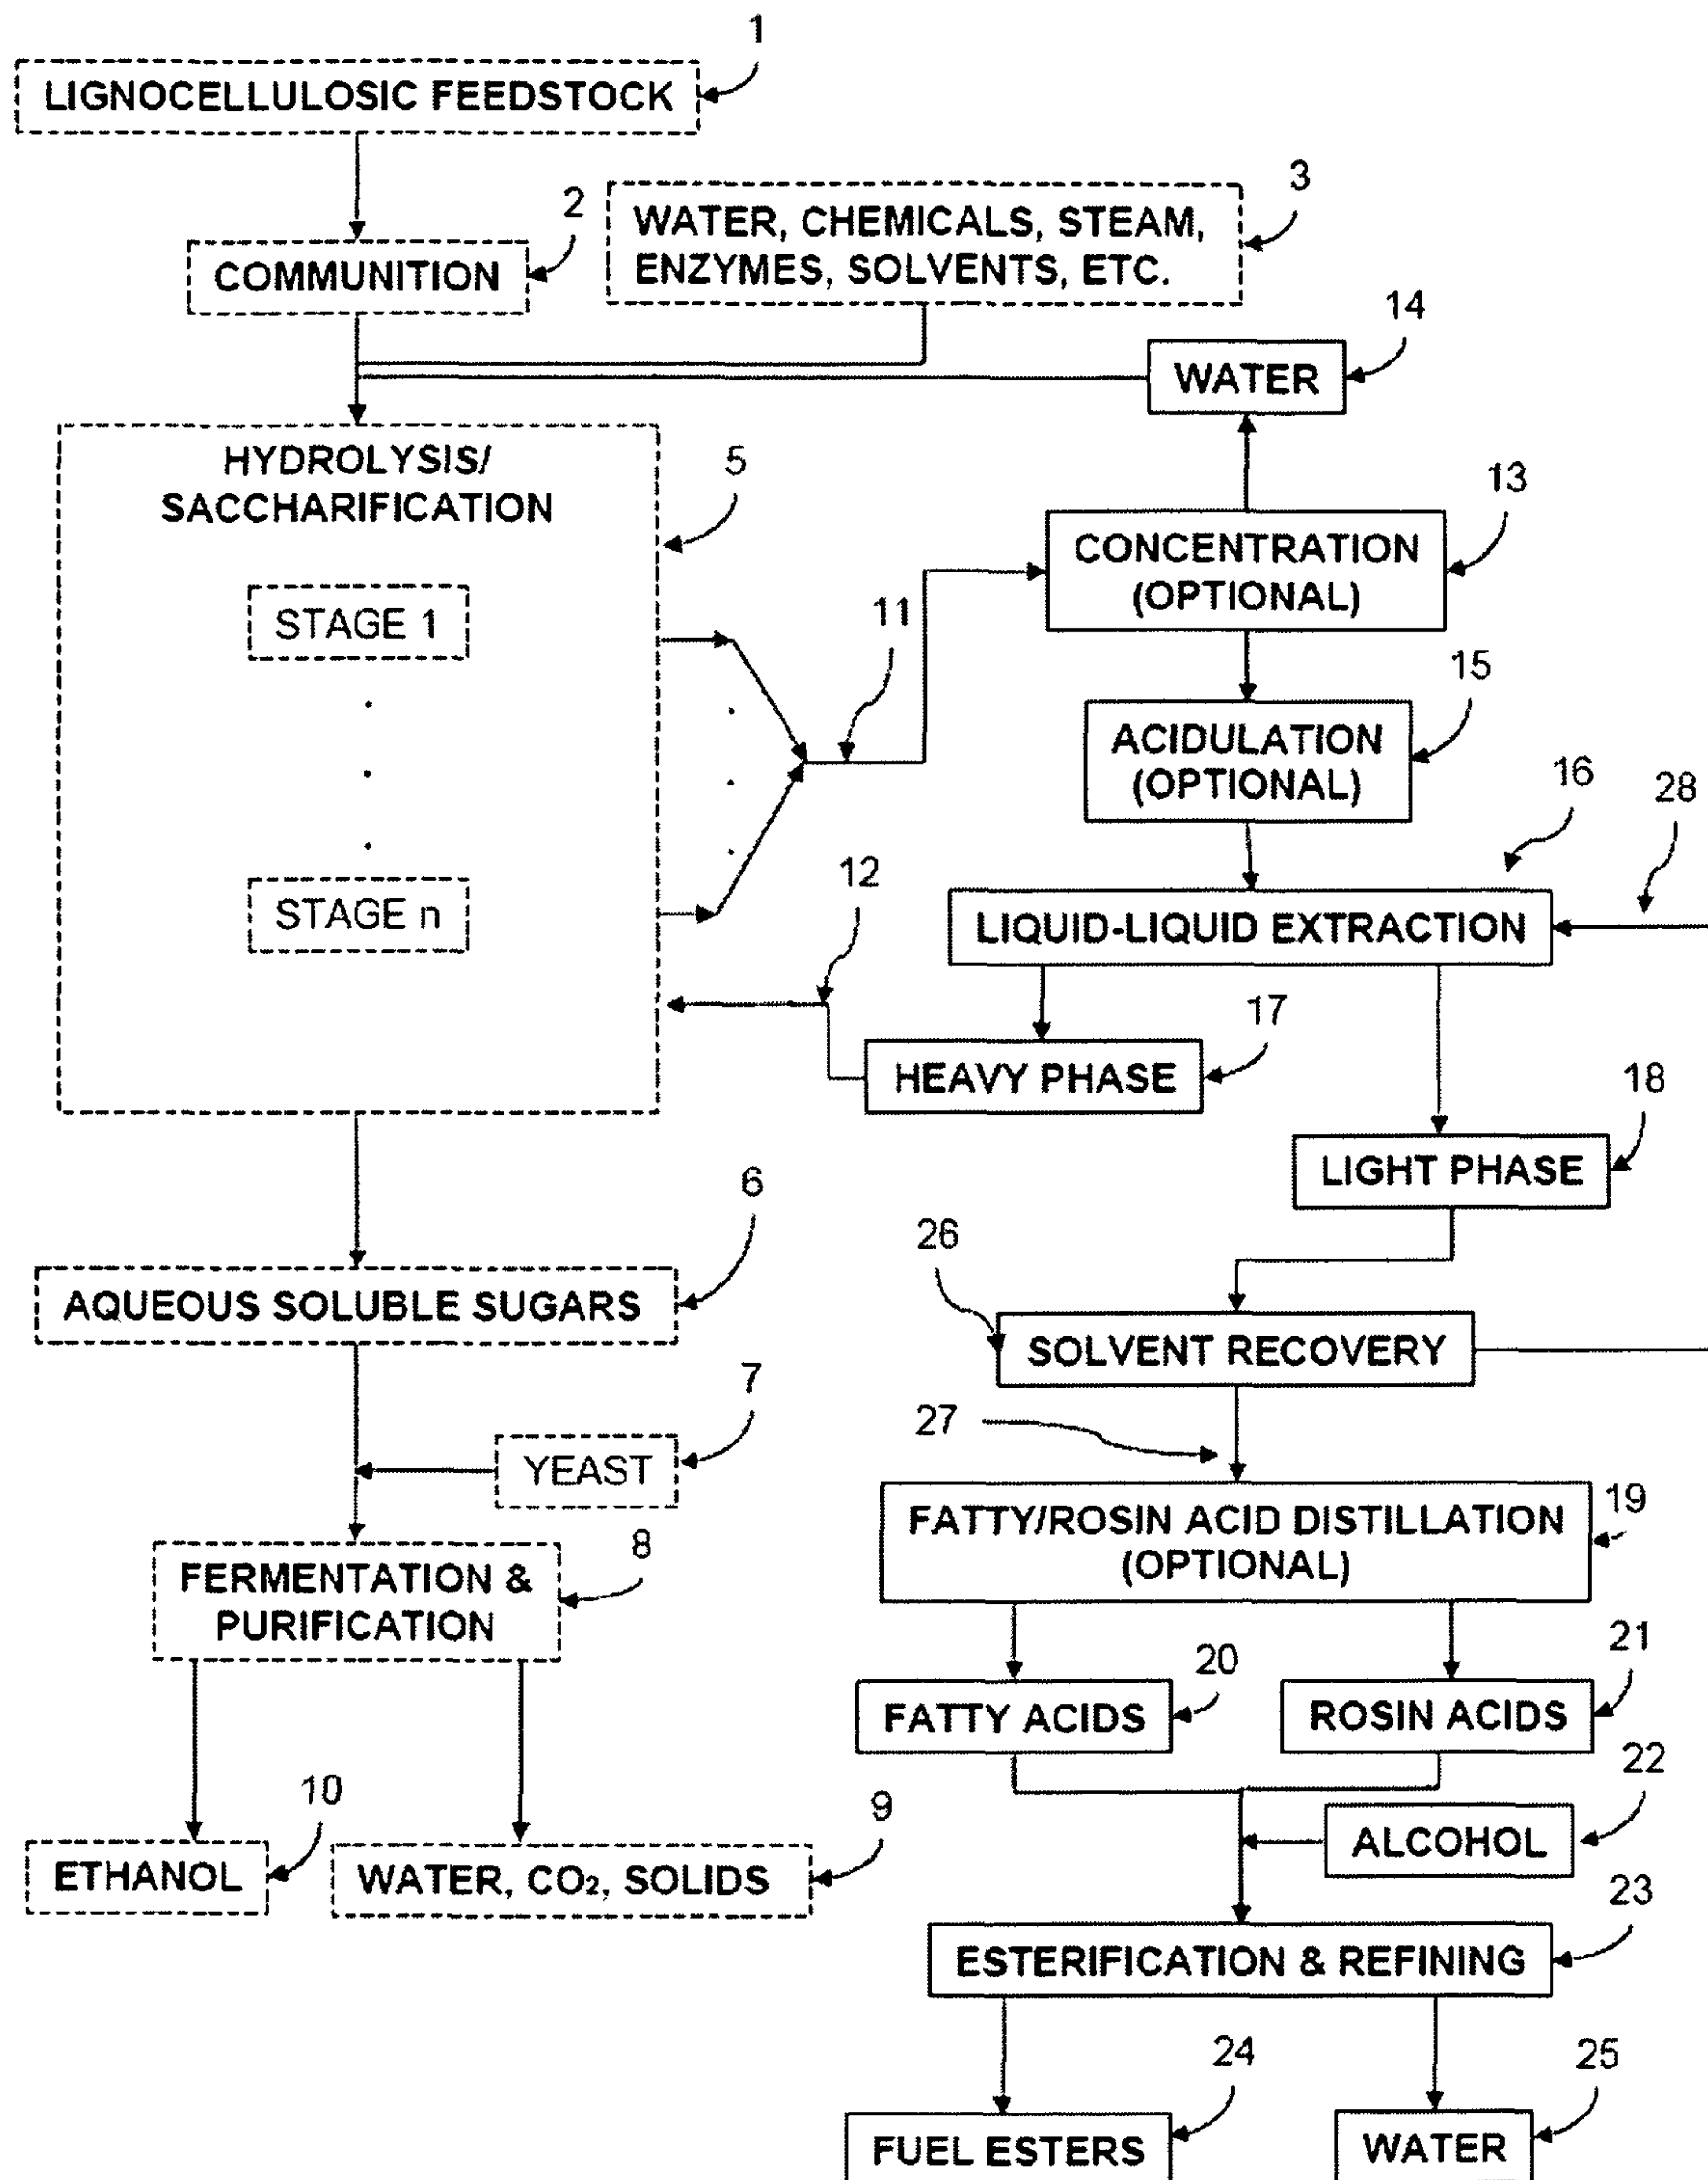 1
LIGNOCELLULOSIC FEEDSTOCK
2
COMMUNITION
3
WATER, CHEMICALS, STEAM,
ENZYMES, SOLVENTS, ETC.
14
WATER
HYDROLYSIS/
SACCHARIFICATION
5
STAGE 1
.
.
.
STAGE n
11
.
.
.
12
13
CONCENTRATION
(OPTIONAL)
15
ACIDULATION
(OPTIONAL)
16
28
LIQUID-LIQUID EXTRACTION
17
HEAVY PHASE
18
LIGHT PHASE
6
AQUEOUS SOLUBLE SUGARS
26
SOLVENT RECOVERY
7
YEAST
27
19
FATTY/ROSIN ACID DISTILLATION
(OPTIONAL)
8
FERMENTATION &
PURIFICATION
20
FATTY ACIDS
21
ROSIN ACIDS
22
ALCOHOL
10
ETHANOL
9
WATER, CO₂, SOLIDS
23
ESTERIFICATION & REFINING
24
FUEL ESTERS
25
WATER